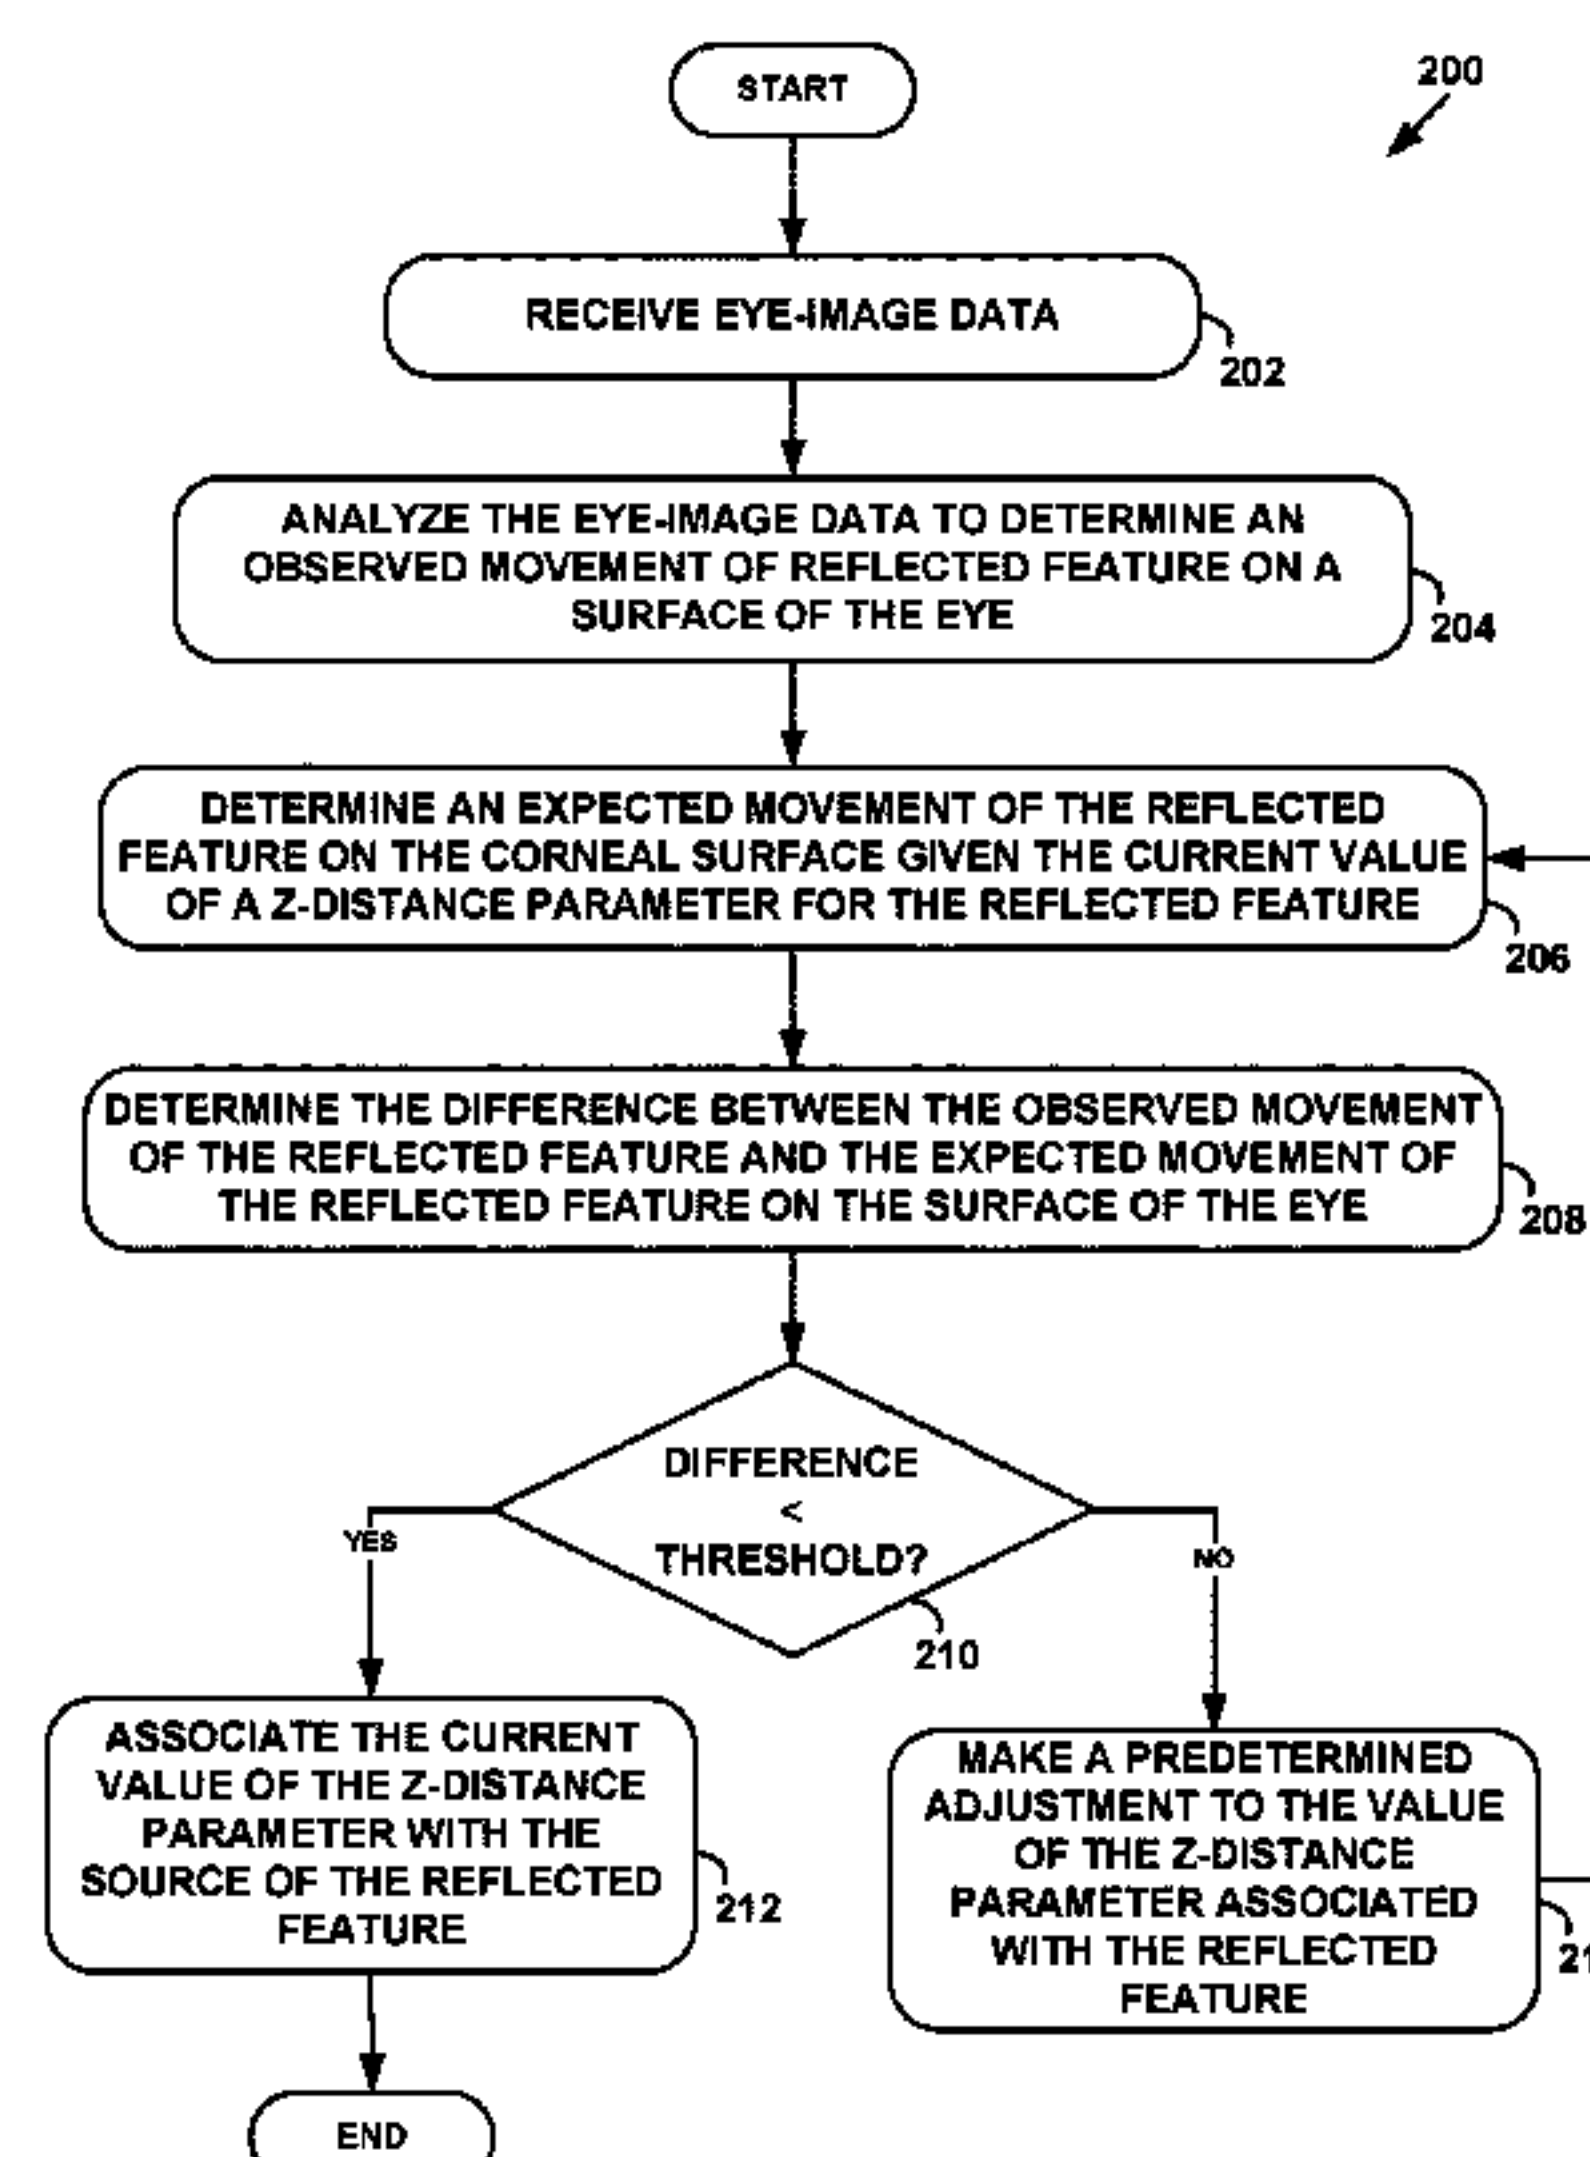 START
200
RECEIVE EYE-IMAGE DATA
202
ANALYZE THE EYE-IMAGE DATA TO DETERMINE AN
OBSERVED MOVEMENT OF REFLECTED FEATURE ON A
SURFACE OF THE EYE
204
DETERMINE AN EXPECTED MOVEMENT OF THE REFLECTED
FEATURE ON THE CORNEAL SURFACE GIVEN THE CURRENT VALUE
OF A Z-DISTANCE PARAMETER FOR THE REFLECTED FEATURE
206
DETERMINE THE DIFFERENCE BETWEEN THE OBSERVED MOVEMENT
OF THE REFLECTED FEATURE AND THE EXPECTED MOVEMENT OF
THE REFLECTED FEATURE ON THE SURFACE OF THE EYE
208
DIFFERENCE
<
THRESHOLD?
210
YES
NO
ASSOCIATE THE CURRENT
VALUE OF THE Z-DISTANCE
PARAMETER WITH THE
SOURCE OF THE REFLECTED
FEATURE
212
MAKE A PREDETERMINED
ADJUSTMENT TO THE VALUE
OF THE Z-DISTANCE
PARAMETER ASSOCIATED
WITH THE REFLECTED
FEATURE
END